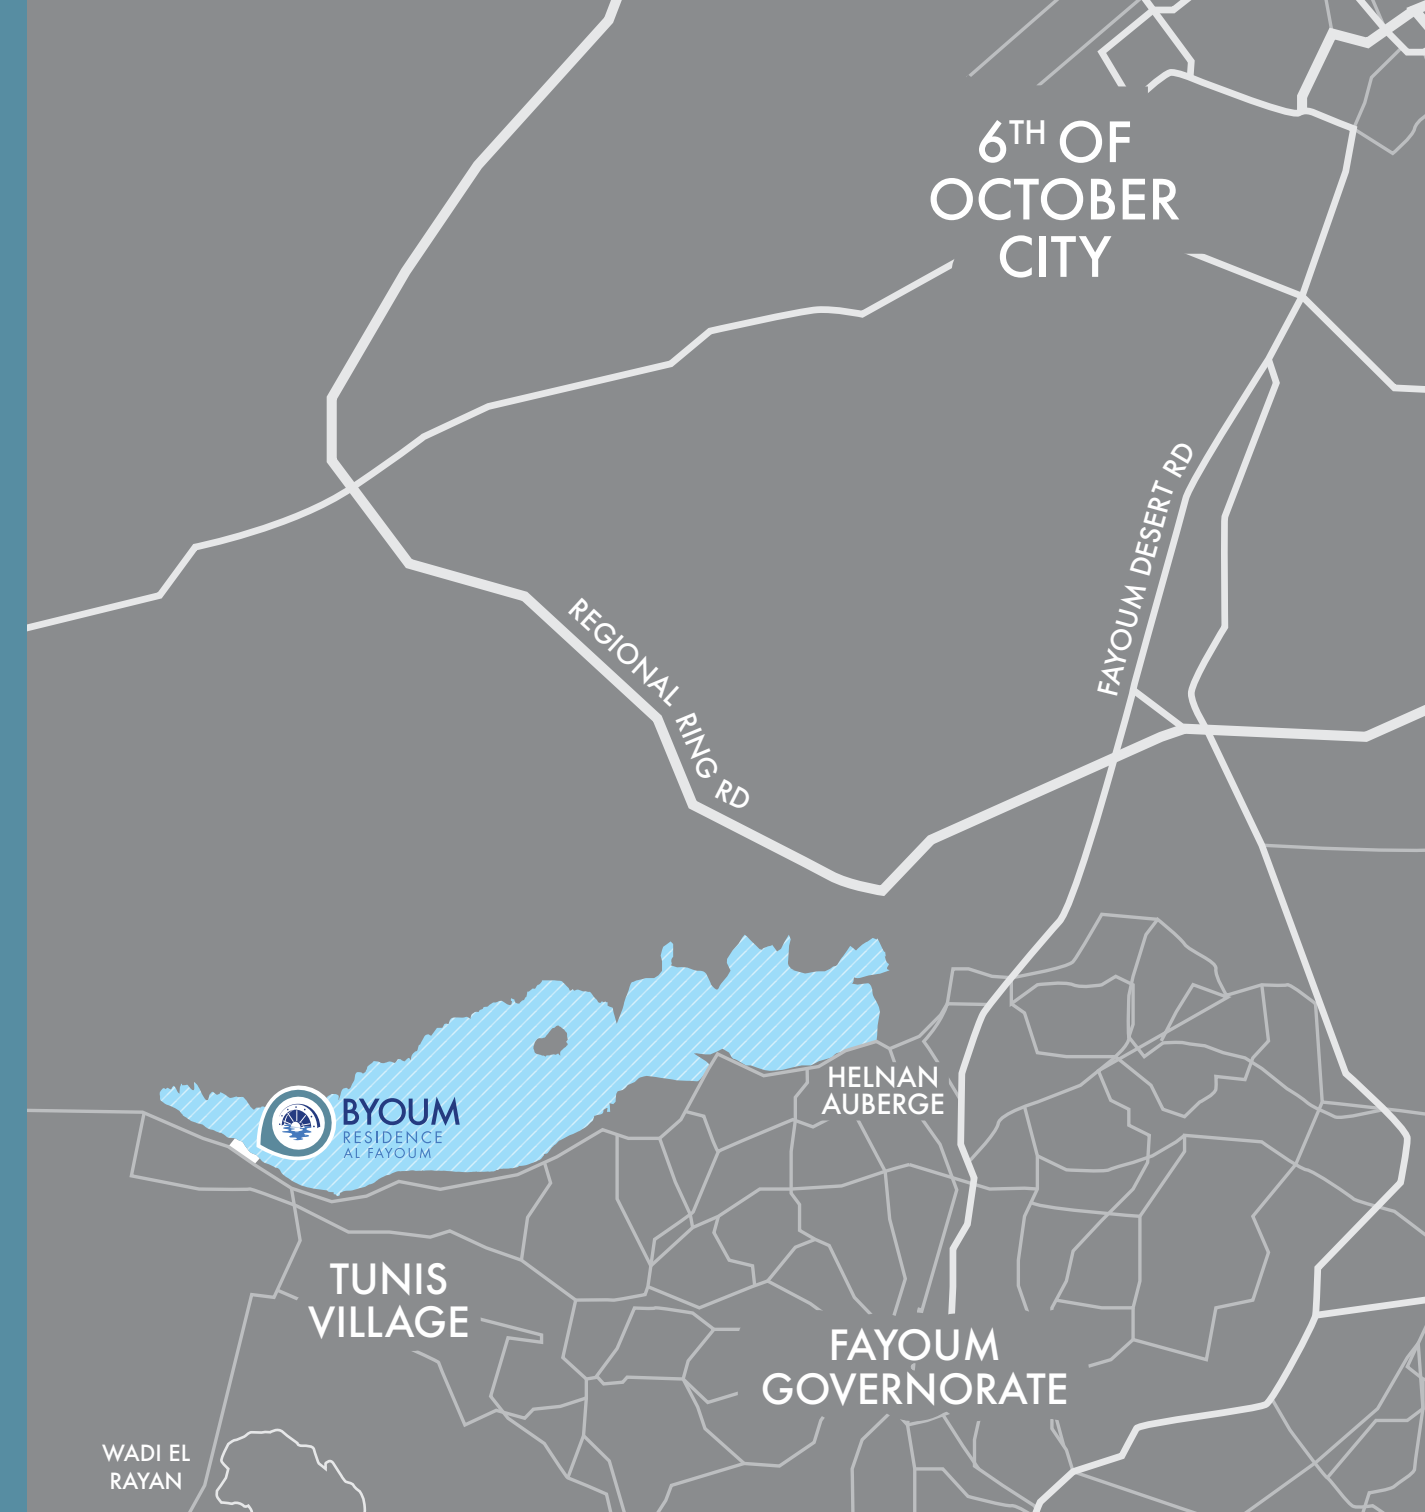 6TH OF
OCTOBER
CITY
FAYOUM DESERT RD
REGIONAL RING RD
HELNAN
AUBERGE
BYOUM
RESIDENCE
AL FAYOUM
TUNIS
VILLAGE
FAYOUM
GOVERNORATE
WADI EL
RAYAN